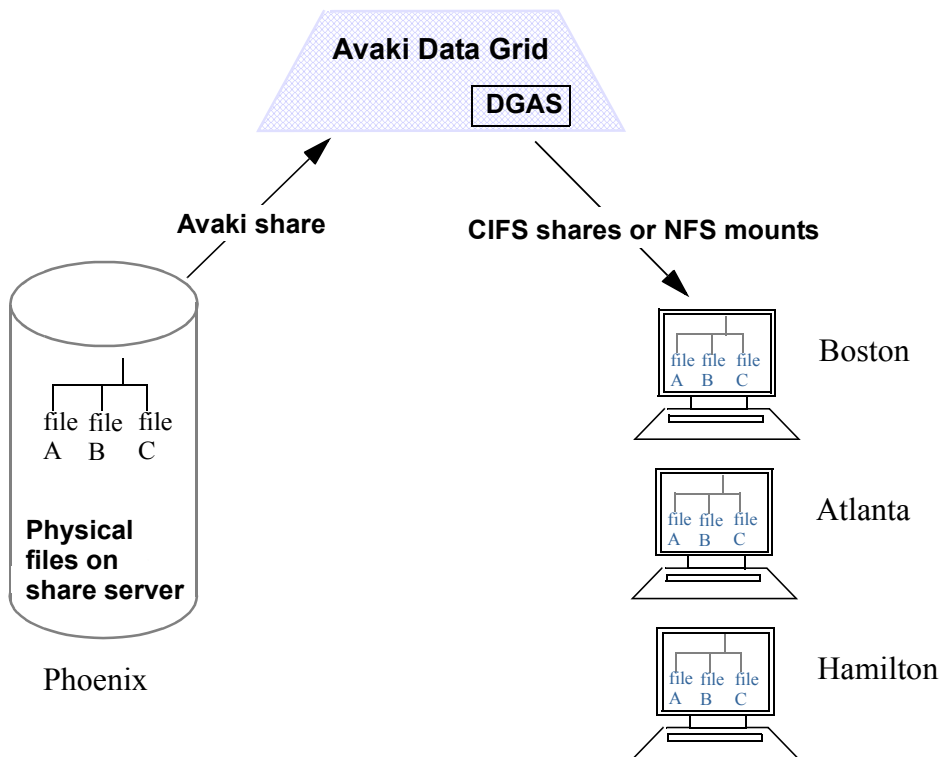 Avaki Data Grid
DGAS
Avaki share
CIFS shares or NFS mounts
file file file
A B C
Physical
files on
share server
Phoenix
file file file
A B C
Boston
file file file
A B C
Atlanta
file file file
A B C
Hamilton